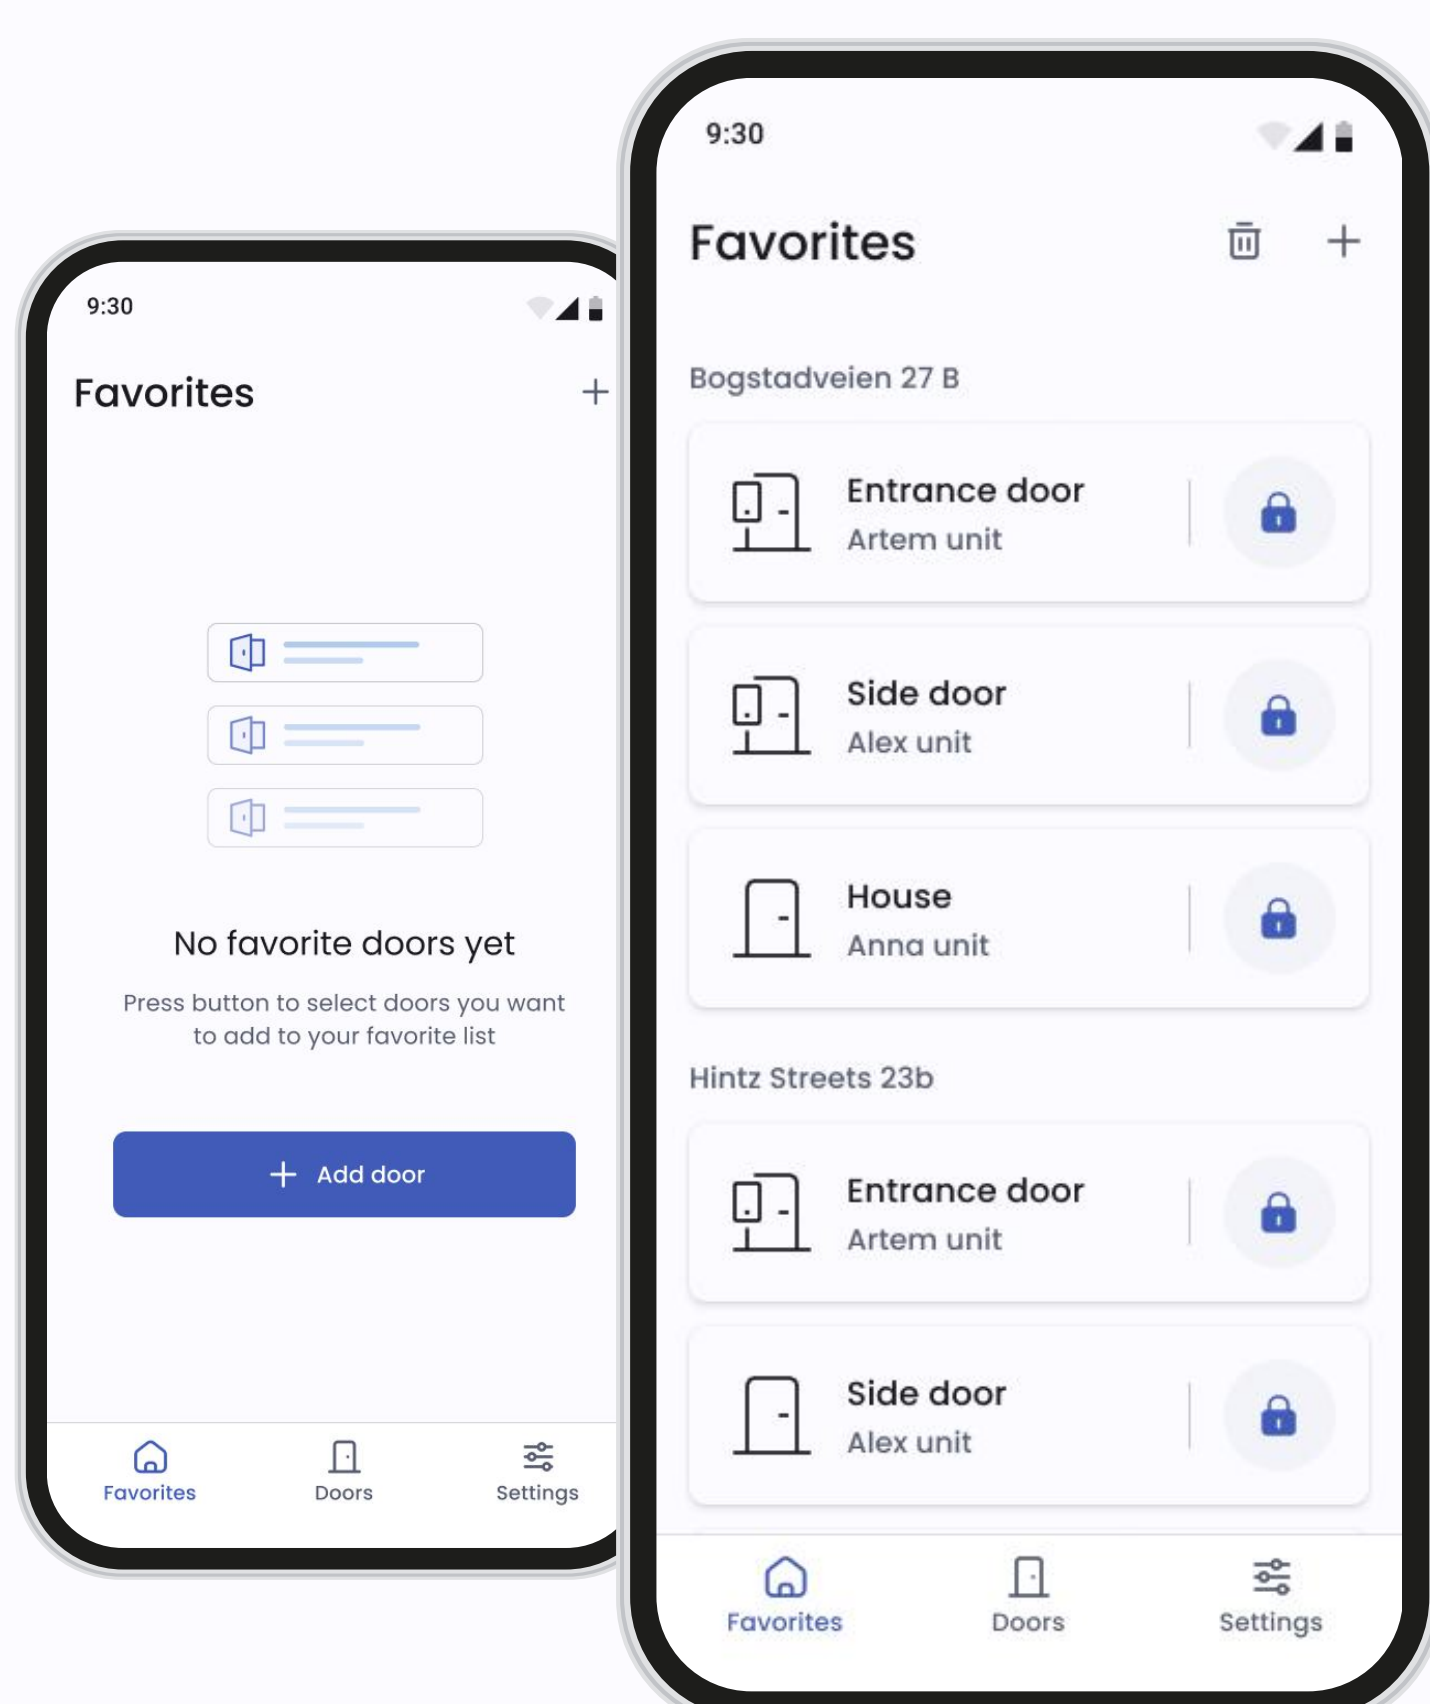 9:30
Favorites
No favorite doors yet
Press button to select doors you want
to add to your favorite list
Add door
Favorites
Doors
Settings
9:30
Favorites
Bogstadveien 27 B
Entrance door
Artem unit
Side door
Alex unit
House
Anna unit
Hintz Streets 23b
Entrance door
Artem unit
Side door
Alex unit
Favorites
Doors
Settings